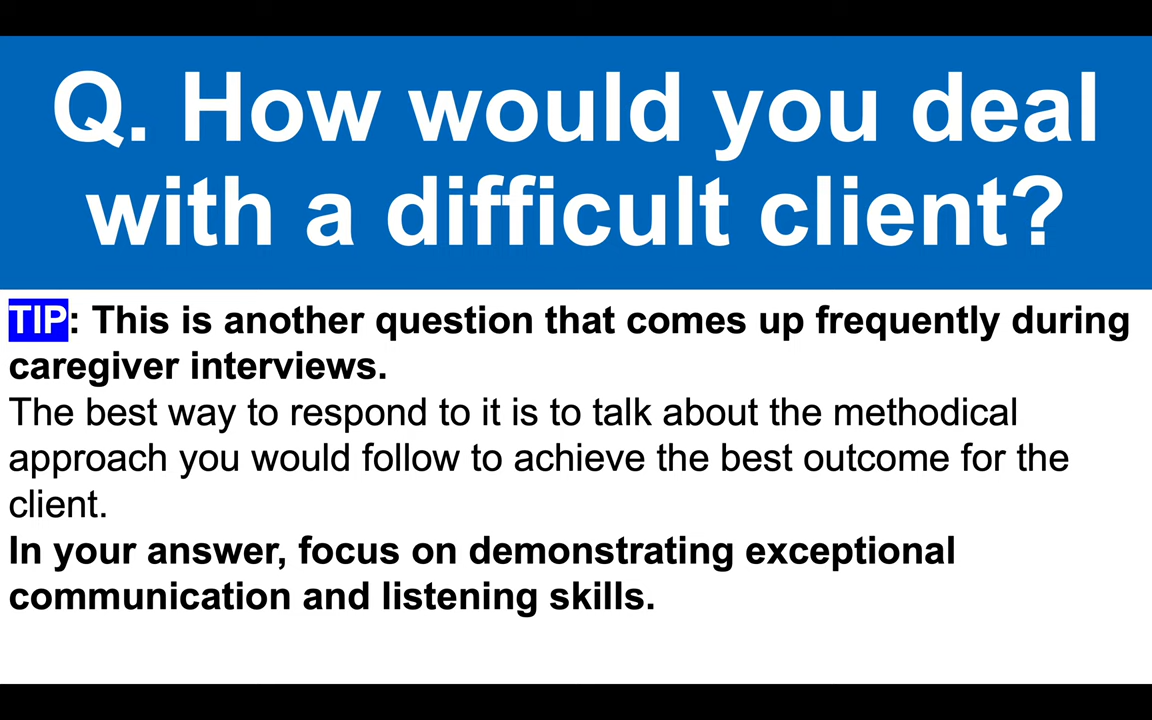 Q. How would you deal
with a difficult client?
TIP: This is another question that comes up frequently during
caregiver interviews.
The best way to respond to it is to talk about the methodical
approach you would follow to achieve the best outcome for the
client.
In your answer, focus on demonstrating exceptional
communication and listening skills.